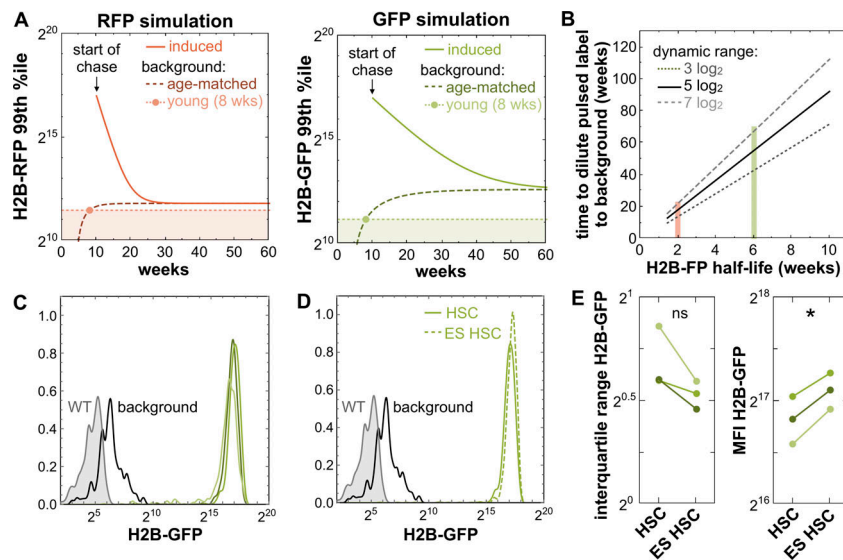 A
RFP simulation
2^20
2^15
2^10
H2B-RFP 99th %ile
start of
chase
induced
background:
age-matched
young (8 wks)
0 10 20 30 40 50 60
weeks
GFP simulation
2^20
2^15
2^10
H2B-GFP 99th %ile
start of
chase
induced
background:
age-matched
young (8 wks)
0 10 20 30 40 50 60
weeks
B
time to dilute pulsed label
to background (weeks)
120
100
80
60
40
20
0
dynamic range:
3 log₂
5 log₂
7 log₂
0 2 4 6 8 10
H2B-FP half-life (weeks)
C
1.0
0.8
0.6
0.4
0.2
0.0
WT
background
2^5 2^10 2^15 2^20
H2B-GFP
D
1.0
0.8
0.6
0.4
0.2
0.0
HSC
ES HSC
WT
background
2^5 2^10 2^15 2^20
H2B-GFP
E
interquartile range H2B-GFP
2^1
2^0.5
2^0
ns
HSC
ES HSC
MFI H2B-GFP
2^18
2^17
2^16
*
HSC
ES HSC